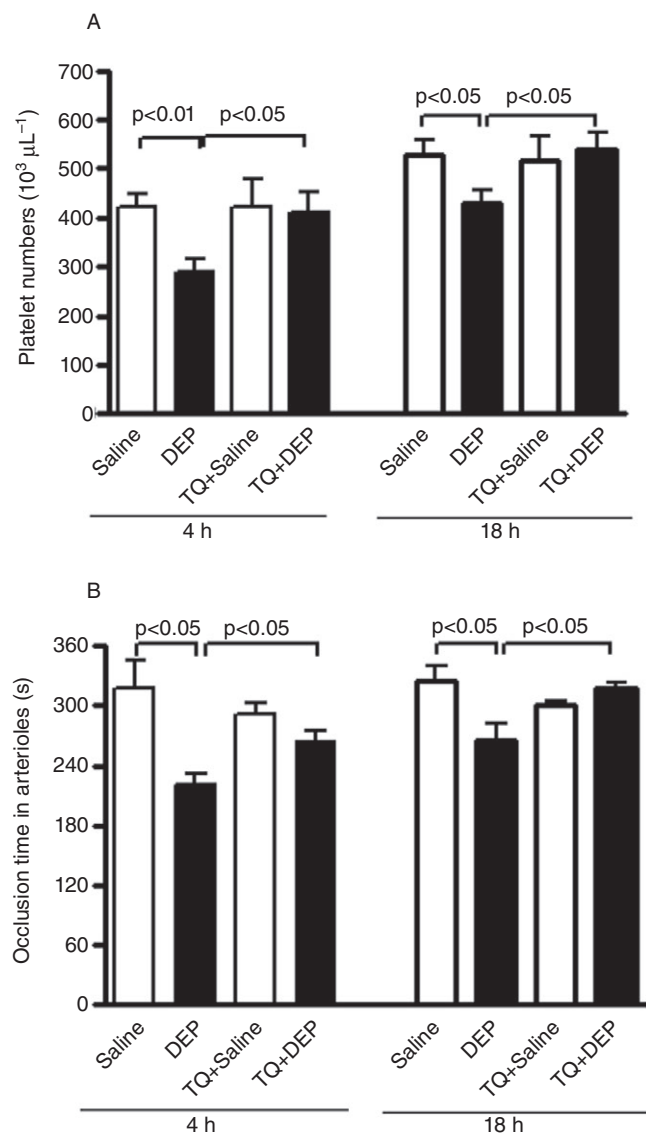 A
Platelet numbers (10³ μL⁻¹)
700
600
500
400
300
200
100
0
p<0.01
p<0.05
p<0.05
p<0.05
Saline
DEP
TQ+Saline
TQ+DEP
Saline
DEP
TQ+Saline
TQ+DEP
4 h
18 h
B
Occlusion time in arterioles (s)
360
300
240
180
120
60
0
p<0.05
p<0.05
p<0.05
p<0.05
Saline
DEP
TQ+Saline
TQ+DEP
Saline
DEP
TQ+Saline
TQ+DEP
4 h
18 h